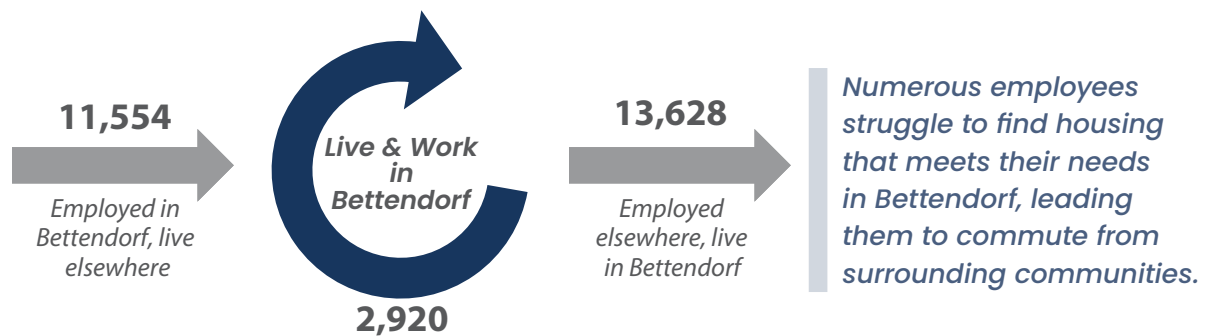 11,554
Employed in
Bettendorf, live
elsewhere
Live & Work
in
Bettendorf
2,920
13,628
Employed
elsewhere, live
in Bettendorf
Numerous employees
struggle to find housing
that meets their needs
in Bettendorf, leading
them to commute from
surrounding communities.